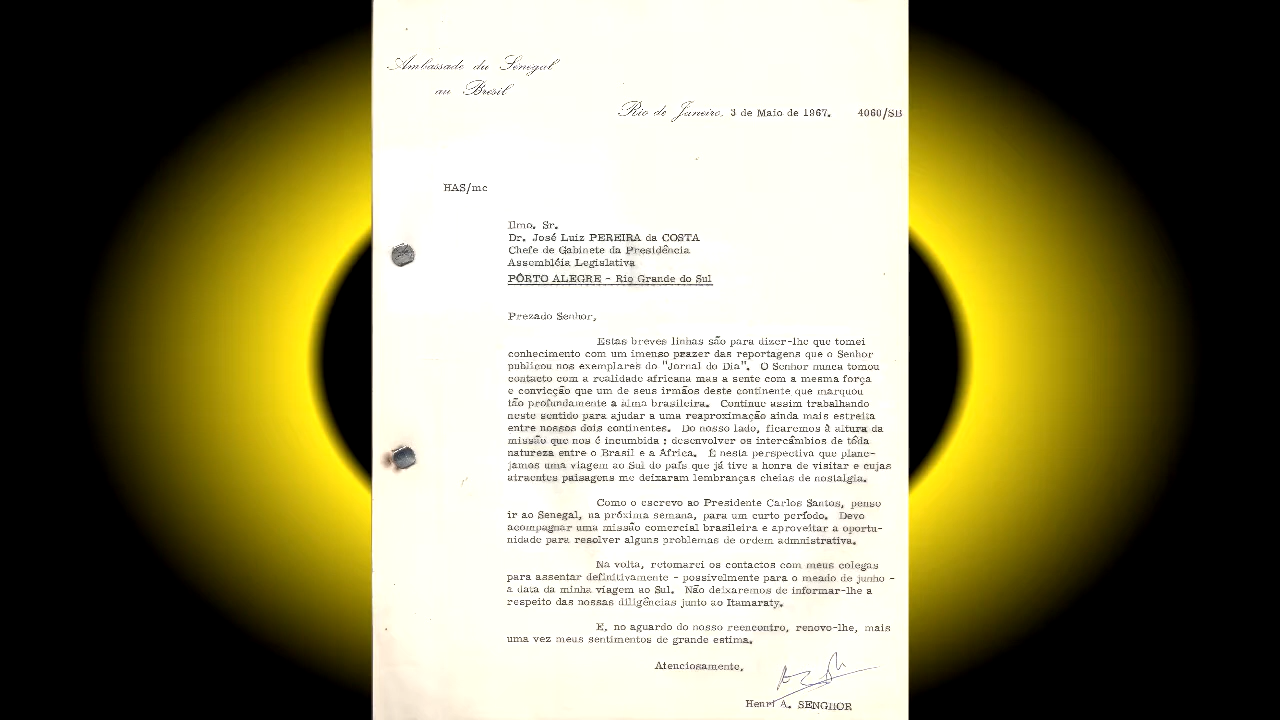 Ambassade du Sénégal
au Brésil
Rio de Janeiro, 3 de Maio de 1967. 4060/SB
HAS/mc
Ilmo. Sr.
Dr. José Luiz PEREIRA da COSTA
Chefe de Gabinete da Presidência
Assembléia Legislativa
PÔRTO ALEGRE - Rio Grande do Sul
Prezado Senhor,
Estas breves linhas são para dizer-lhe que tomei
conhecimento com um imenso prazer das reportagens que o Senhor
publicou nos exemplares do "Jornal do Dia". O Senhor nunca tomou
contacto com a realidade africana mas a sente com a mesma força
e convicção que um de seus irmãos deste continente que marquou
tão profundamente a alma brasileira. Continue assim trabalhando
neste sentido para ajudar a uma reaproximação ainda mais estreita
entre nossos dois continentes. Do nosso lado, ficaremos à altura da
missão que nos é incumbida : desenvolver os intercâmbios de tôda
natureza entre o Brasil e a Africa. É nesta perspectiva que plane-
jamos uma viagem ao Sul do país que já tive a honra de visitar e cujas
atraentes paisagens me deixaram lembranças cheias de nostalgia.
Como o escrevo ao Presidente Carlos Santos, penso
ir ao Senegal, na próxima semana, para um curto período. Devo
acompagnar uma missão comercial brasileira e aproveitar a oportu-
nidade para resolver alguns problemas de ordem admnistrativa.
Na volta, retomarei os contactos com meus colegas
para assentar definitivamente - possivelmente para o meado de junho -
a data da minha viagem ao Sul. Não deixaremos de informar-lhe a
respeito das nossas diligências junto ao Itamaraty.
E, no aguardo do nosso reencontro, renovo-lhe, mais
uma vez meus sentimentos de grande estima.
Atenciosamente,
Henri A. SENGHOR